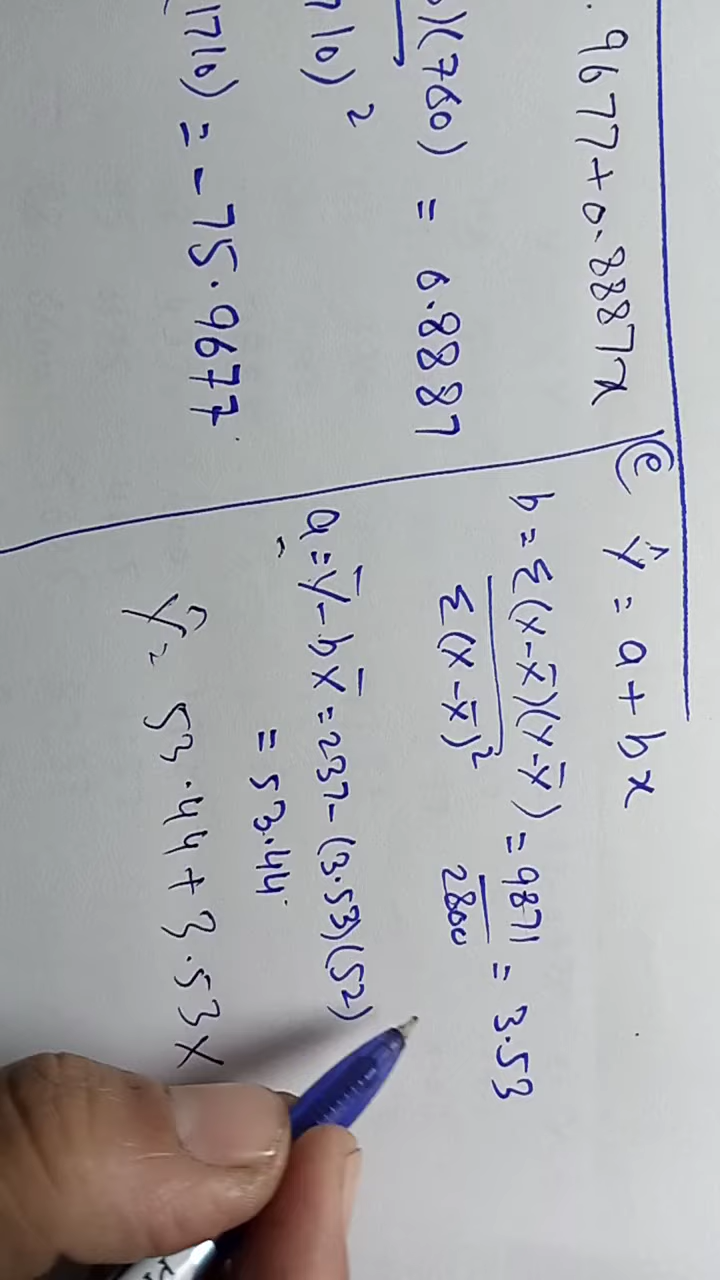 .9677+0.8887x
)(760) = 0.8887
710)²
1710) = -75.9677
(e) Ŷ = a + bx
b = Σ(x-x̄)(y-ȳ) = 9871 = 3.53
Σ(x-x̄)² 2800
a = ȳ - bx̄ = 237 - (3.53)(52)
= 53.44
Ŷ = 53.44 + 3.53x